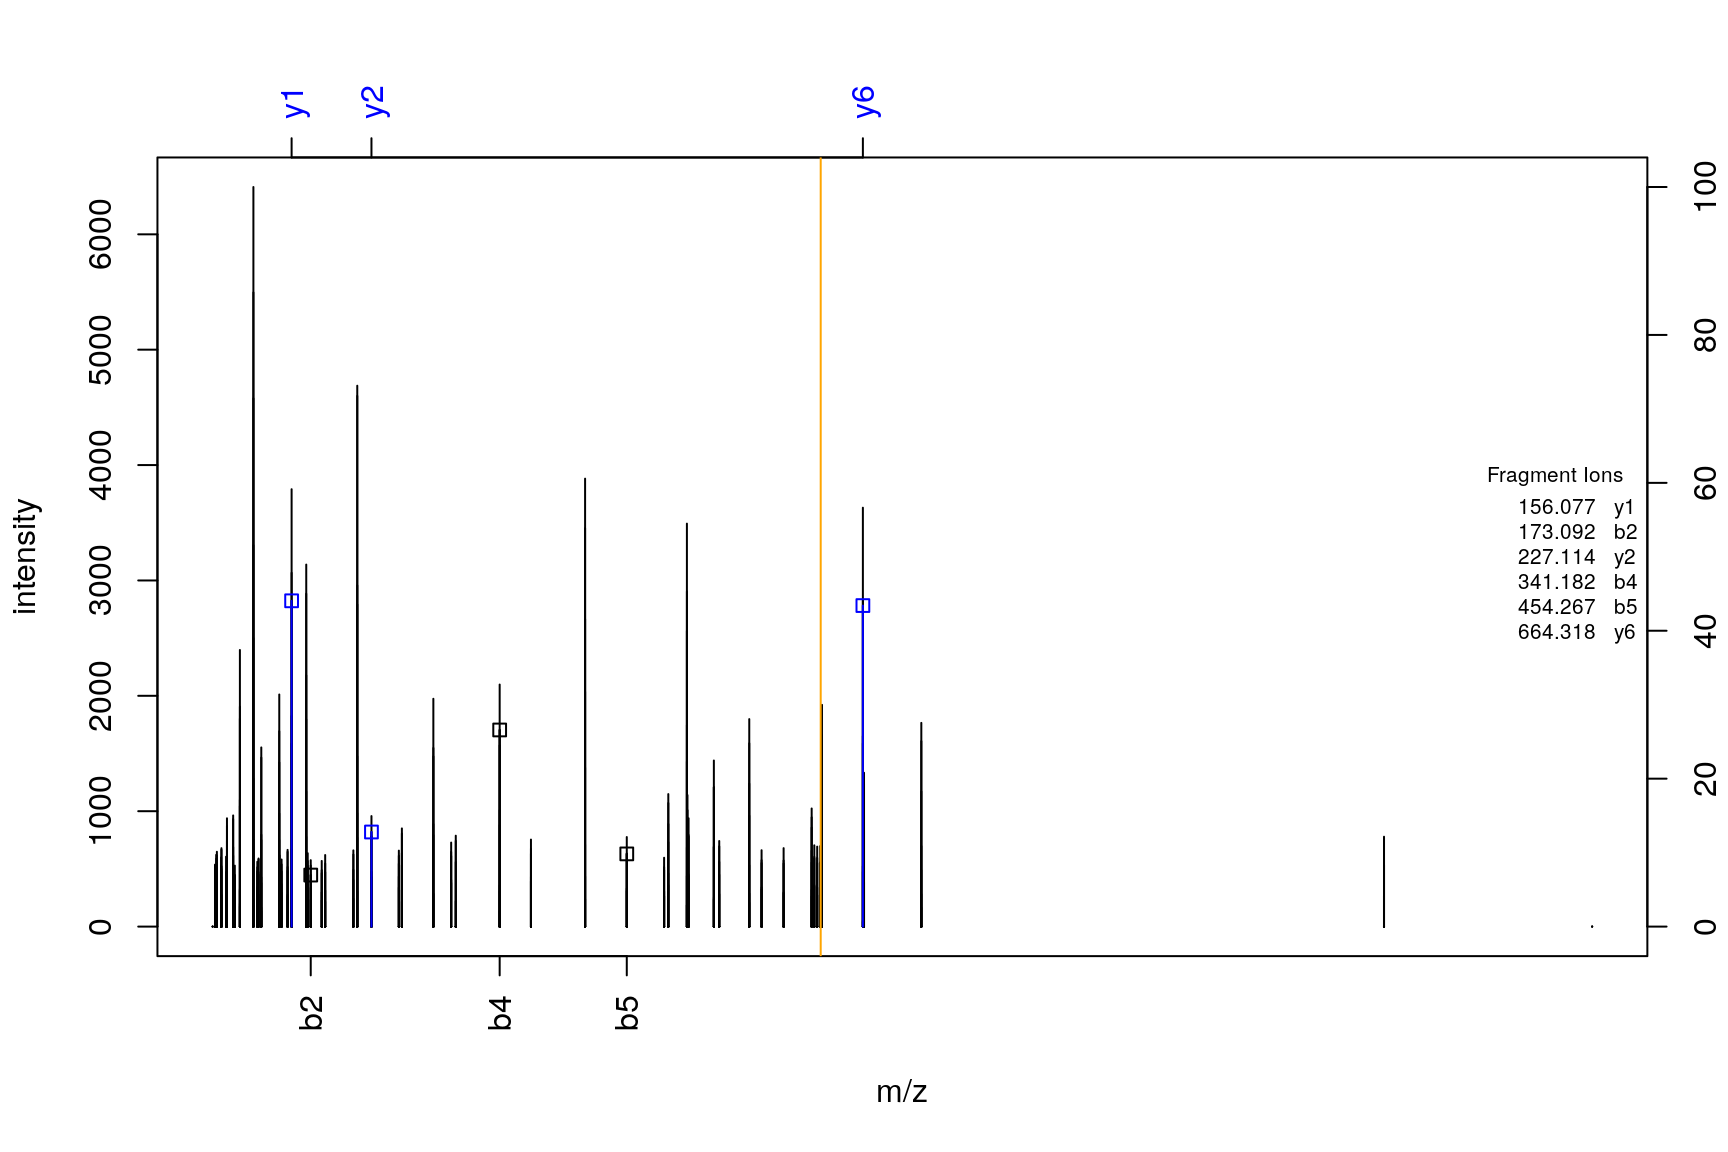 y1 y2 y6
6000
5000
4000
3000
2000
1000
0
intensity
100
80
60
40
20
0
Fragment Ions
156.077 y1
173.092 b2
227.114 y2
341.182 b4
454.267 b5
664.318 y6
b2 b4 b5
m/z